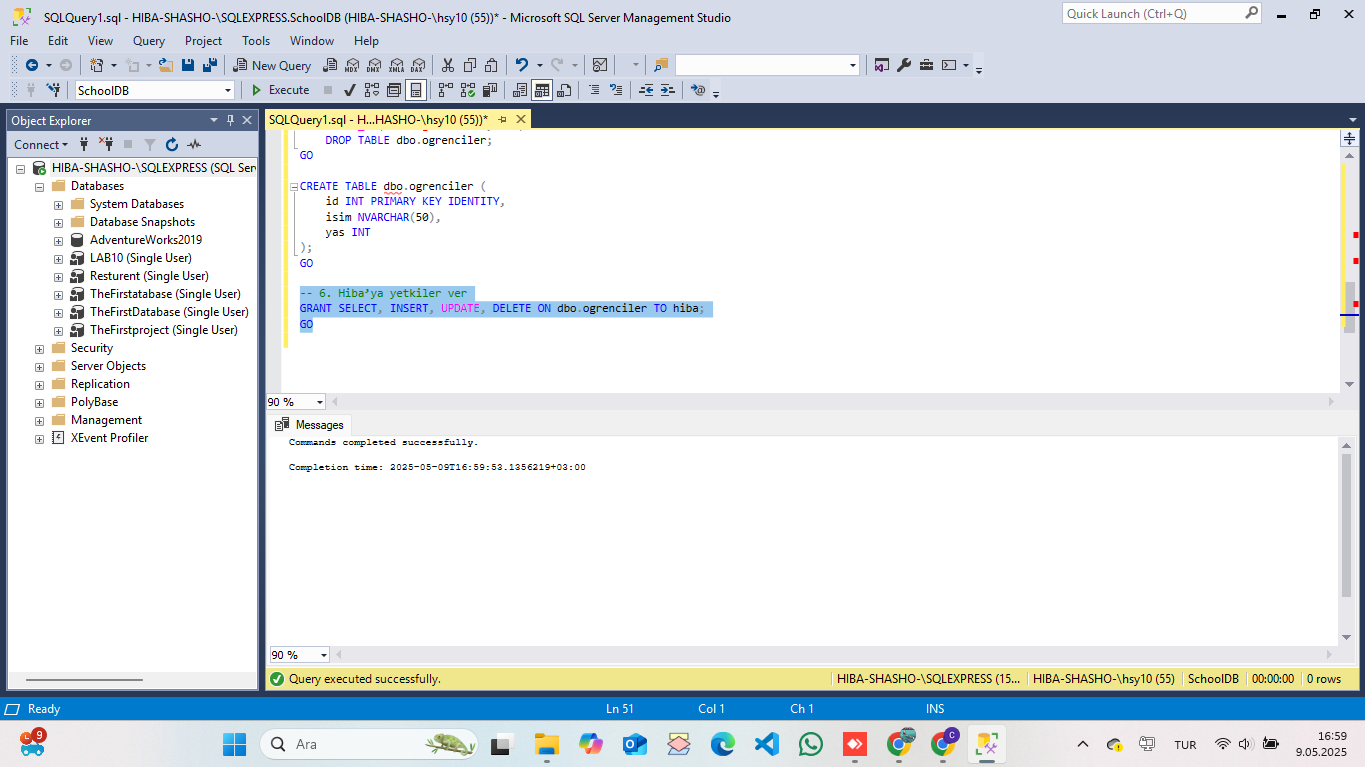 SQLQuery1.sql - HIBA-SHASHO-\SQLEXPRESS.SchoolDB (HIBA-SHASHO-\hsy10 (55))* - Microsoft SQL Server Management Studio
Quick Launch (Ctrl+Q)
File Edit View Query Project Tools Window Help
New Query
MDX DMX XMLA DAX
SchoolDB
Execute
Object Explorer
Connect
HIBA-SHASHO-\SQLEXPRESS (SQL Ser
Databases
System Databases
Database Snapshots
AdventureWorks2019
LAB10 (Single User)
Resturent (Single User)
TheFirstatabase (Single User)
TheFirstDatabase (Single User)
TheFirstproject (Single User)
Security
Server Objects
Replication
PolyBase
Management
XEvent Profiler
SQLQuery1.sql - H...HASHO-\hsy10 (55))*
DROP TABLE dbo.ogrenciler;
GO
CREATE TABLE dbo.ogrenciler (
id INT PRIMARY KEY IDENTITY,
isim NVARCHAR(50),
yas INT
);
GO
-- 6. Hiba’ya yetkiler ver
GRANT SELECT, INSERT, UPDATE, DELETE ON dbo.ogrenciler TO hiba;
GO
90 %
Messages
Commands completed successfully.
Completion time: 2025-05-09T16:59:53.1356219+03:00
90 %
Query executed successfully.
HIBA-SHASHO-\SQLEXPRESS (15... HIBA-SHASHO-\hsy10 (55) SchoolDB 00:00:00 0 rows
Ready
Ln 51 Col 1 Ch 1 INS
9
Ara
C
TUR
16:59
9.05.2025